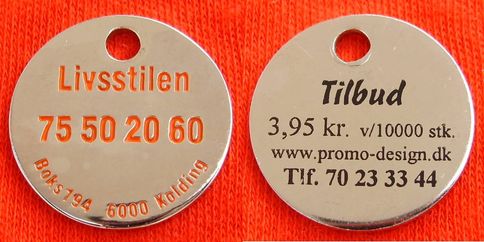 Livsstilen
75 50 20 60
Boks 194 6000 Kolding
Tilbud
3,95 kr. v/10000 stk.
www.promo-design.dk
Tlf. 70 23 33 44